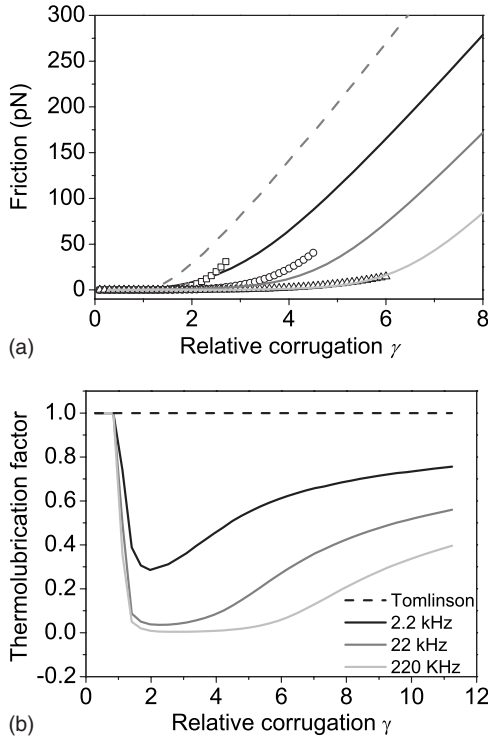 300
250
200
150
100
50
0
Friction (pN)
0 2 4 6 8
Relative corrugation γ
(a)
1.0
0.8
0.6
0.4
0.2
0.0
-0.2
Thermolubrication factor
Tomlinson
2.2 kHz
22 kHz
220 KHz
0 2 4 6 8 10 12
Relative corrugation γ
(b)